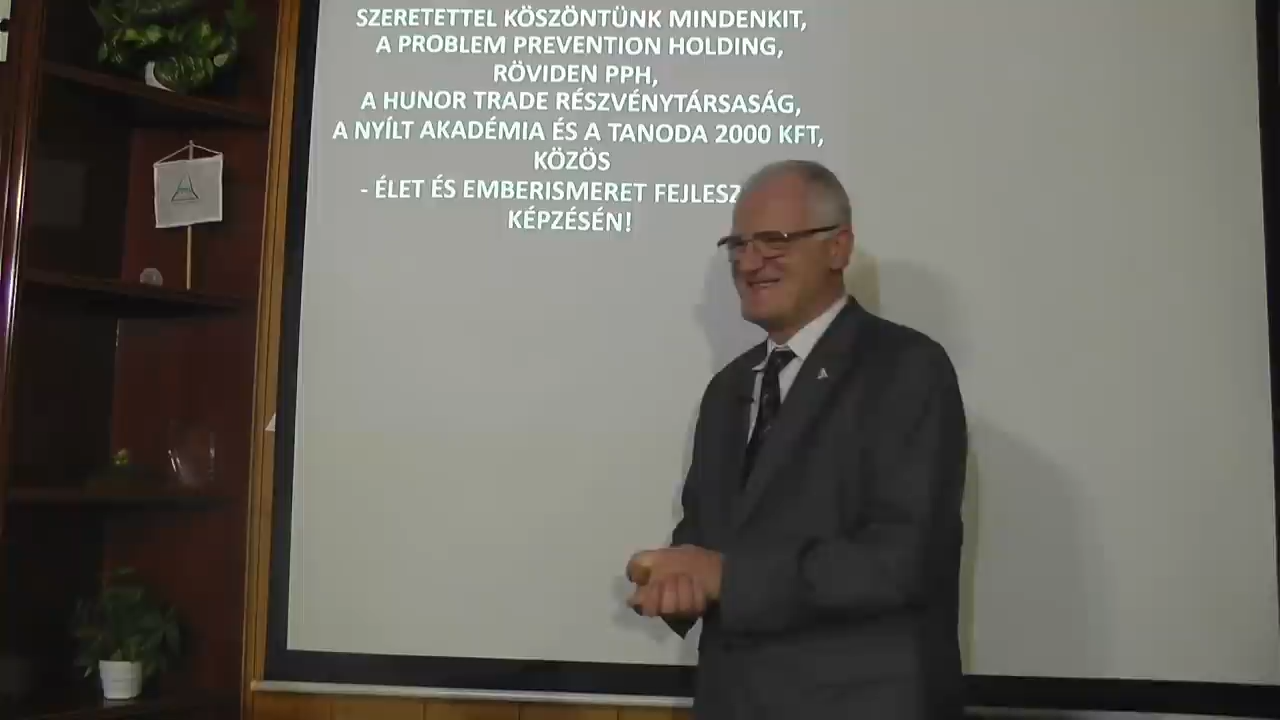 SZERETETTEL KÖSZÖNTÜNK MINDENKIT,
A PROBLEM PREVENTION HOLDING,
RÖVIDEN PPH,
A HUNOR TRADE RÉSZVÉNYTÁRSASÁG,
A NYÍLT AKADÉMIA ÉS A TANODA 2000 KFT,
KÖZÖS
- ÉLET ÉS EMBERISMERET
KÉPZÉSÉN!